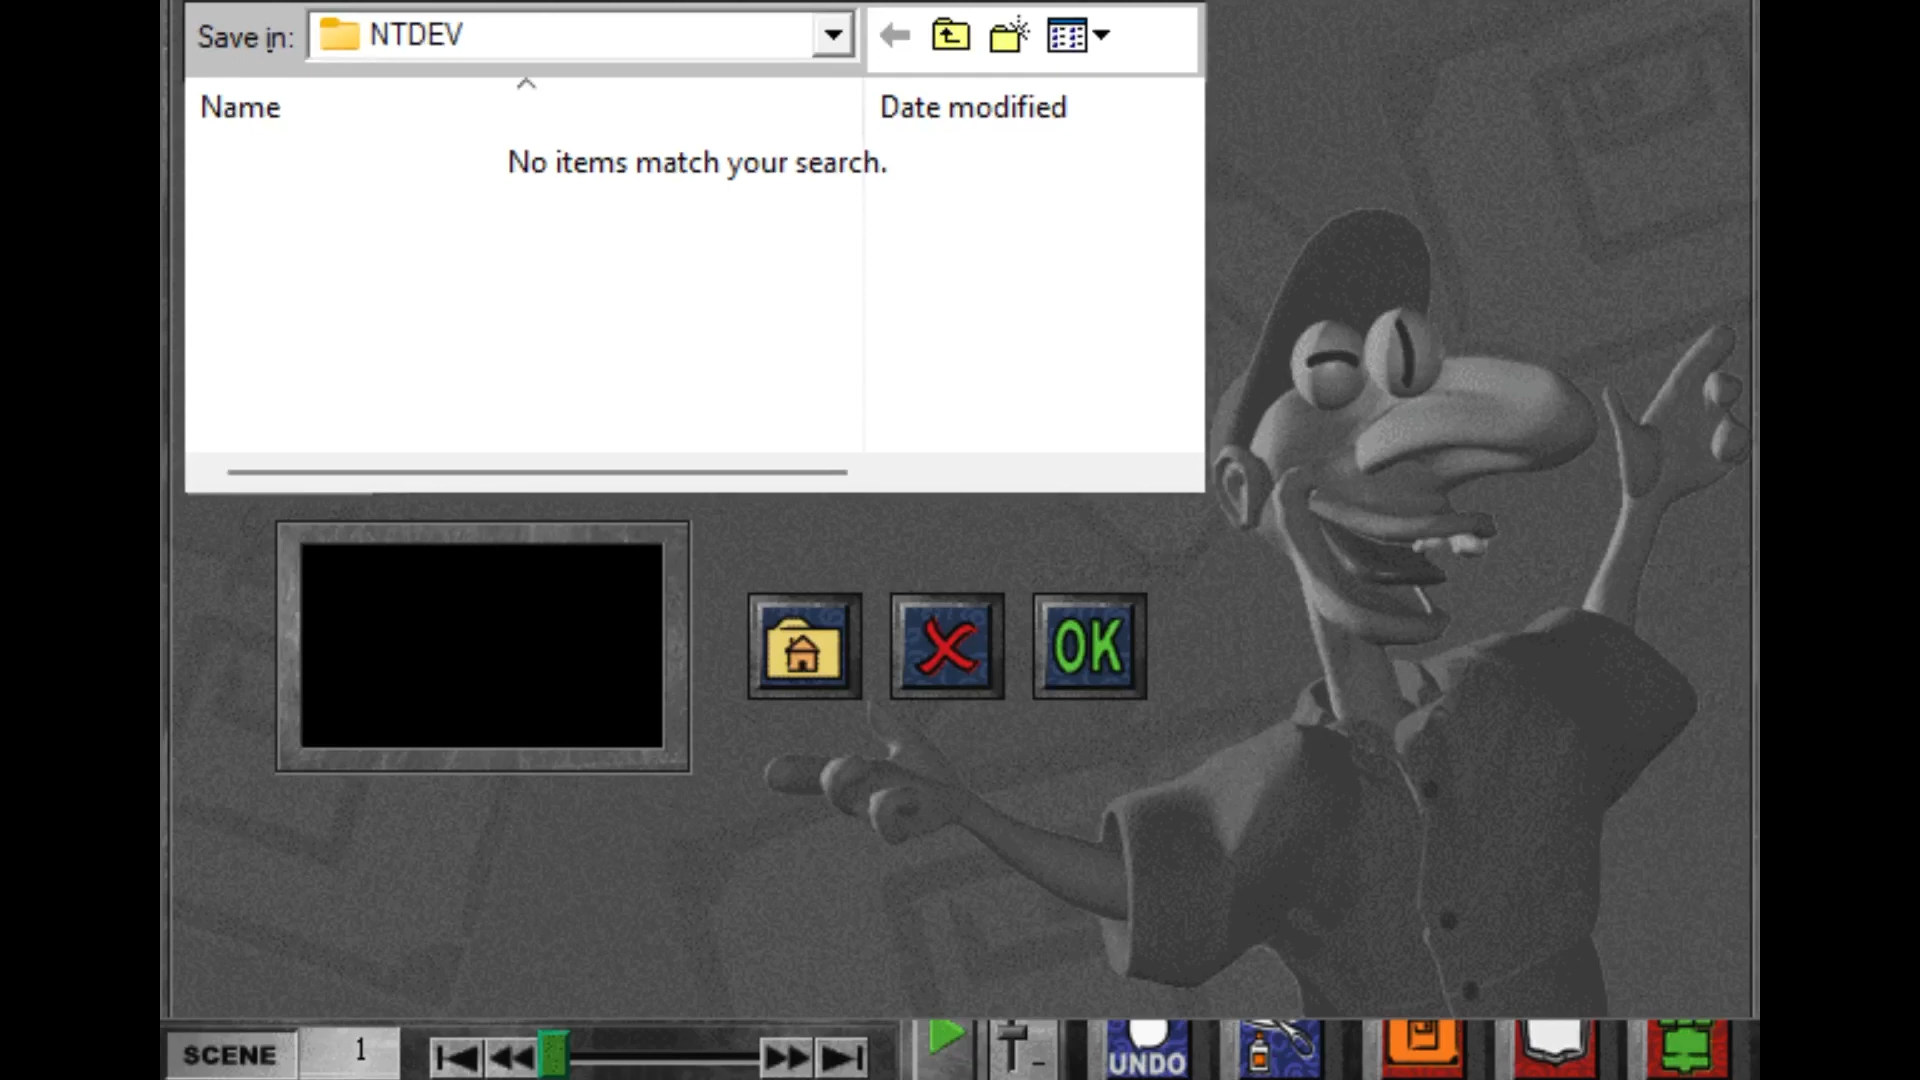 Save in: NTDEV
Name Date modified
No items match your search.
OK
SCENE 1
UNDO